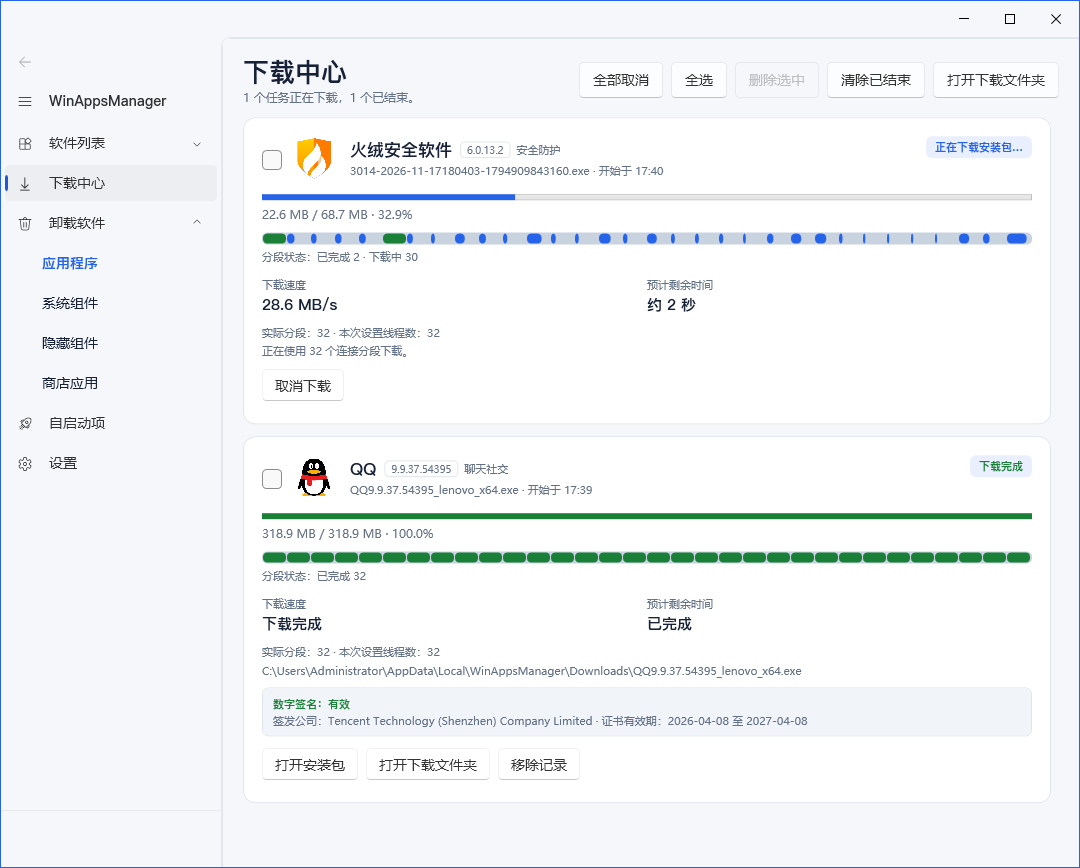 WinAppsManager
软件列表
下载中心
卸载软件
应用程序
系统组件
隐藏组件
商店应用
自启动项
设置
下载中心
1 个任务正在下载，1 个已结束。
全部取消
全选
删除选中
清除已结束
打开下载文件夹
火绒安全软件 6.0.13.2 安全防护
正在下载安装包...
3014-2026-11-17180403-1794909843160.exe · 开始于 17:40
22.6 MB / 68.7 MB · 32.9%
分段状态：已完成 2 · 下载中 30
下载速度
28.6 MB/s
预计剩余时间
约 2 秒
实际分段：32 · 本次设置线程数：32
正在使用 32 个连接分段下载。
取消下载
QQ 9.9.37.54395 聊天社交
下载完成
QQ9.9.37.54395_lenovo_x64.exe · 开始于 17:39
318.9 MB / 318.9 MB · 100.0%
分段状态：已完成 32
下载速度
下载完成
预计剩余时间
已完成
实际分段：32 · 本次设置线程数：32
C:\Users\Administrator\AppData\Local\WinAppsManager\Downloads\QQ9.9.37.54395_lenovo_x64.exe
数字签名：有效
签发公司：Tencent Technology (Shenzhen) Company Limited · 证书有效期：2026-04-08 至 2027-04-08
打开安装包
打开下载文件夹
移除记录